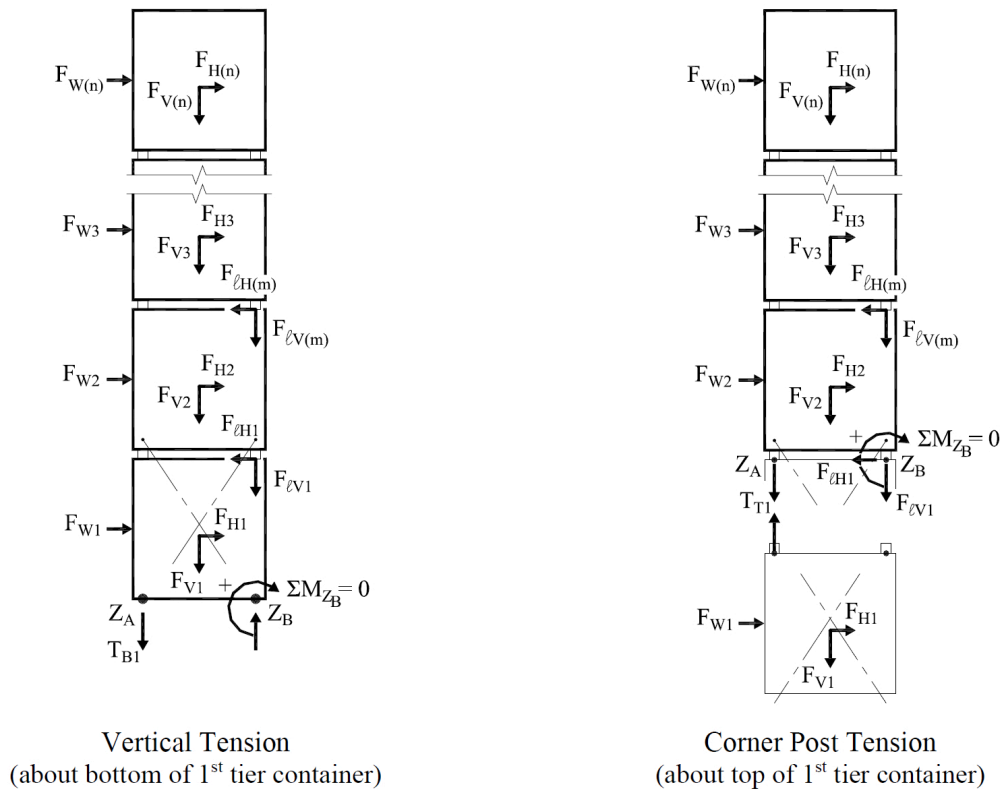 F_W(n)
F_H(n)
F_V(n)
F_W3
F_H3
F_V3
F_ℓH(m)
F_ℓV(m)
F_W2
F_H2
F_V2
F_ℓH1
F_ℓV1
F_W1
F_H1
F_V1
+
ΣM_Z_B = 0
Z_A
Z_B
T_B1
Vertical Tension
(about bottom of 1st tier container)
F_W(n)
F_H(n)
F_V(n)
F_W3
F_H3
F_V3
F_ℓH(m)
F_ℓV(m)
F_W2
F_H2
F_V2
+
ΣM_Z_B = 0
Z_A
F_ℓH1
Z_B
T_T1
F_ℓV1
F_W1
F_H1
F_V1
Corner Post Tension
(about top of 1st tier container)